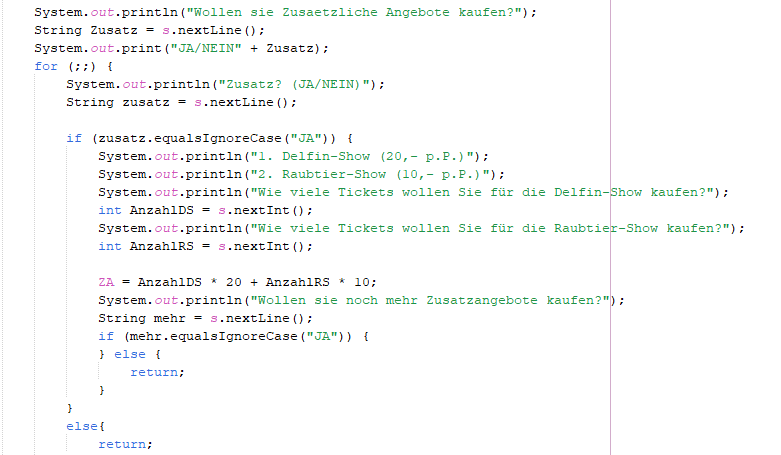 System.out.println("Wollen sie Zusaetzliche Angebote kaufen?");
String Zusatz = s.nextLine();
System.out.print("JA/NEIN" + Zusatz);
for (;;) {
System.out.println("Zusatz? (JA/NEIN)");
String zusatz = s.nextLine();
if (zusatz.equalsIgnoreCase("JA")) {
System.out.println("1. Delfin-Show (20,- p.P.)");
System.out.println("2. Raubtier-Show (10,- p.P.)");
System.out.println("Wie viele Tickets wollen Sie für die Delfin-Show kaufen?");
int AnzahlDS = s.nextInt();
System.out.println("Wie viele Tickets wollen Sie für die Raubtier-Show kaufen?");
int AnzahlRS = s.nextInt();
ZA = AnzahlDS * 20 + AnzahlRS * 10;
System.out.println("Wollen sie noch mehr Zusatzangebote kaufen?");
String mehr = s.nextLine();
if (mehr.equalsIgnoreCase("JA")) {
} else {
return;
}
}
else{
return;